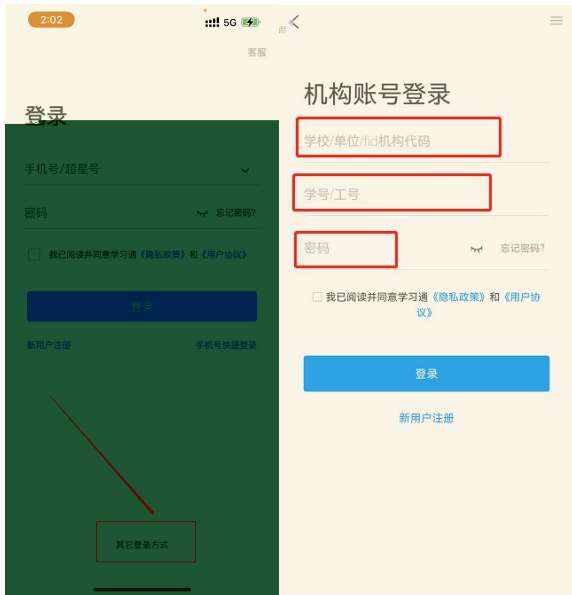 2:02
5G
客服
登录
手机号/超星号
密码
忘记密码?
我已阅读并同意学习通《隐私政策》和《用户协议》
登录
新用户注册
手机号快捷登录
其它登录方式
机构账号登录
学校/单位/fid机构代码
学号/工号
密码
忘记密码?
我已阅读并同意学习通《隐私政策》和《用户协
议》
登录
新用户注册